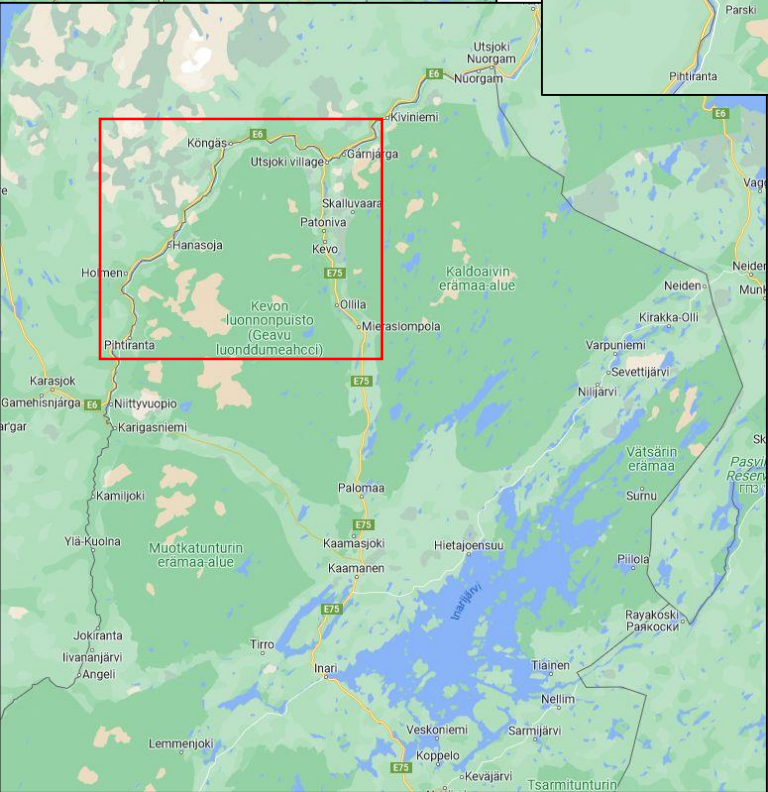 Parski
Utsjoki
Nuorgam
E6
Nuorgam
Pihtiranta
Kiviniemi
E6
Köngäs
E6
Gárnjárga
Utsjoki village
Skalluvaara
Patoniva
Kevo
Hanasoja
Holmen
E75
Kaldoaivin
erämaa-alue
Neiden
Neiden
Ollila
Kevon
luonnonpuisto
(Geavu
luonddumeahcci)
Mieraslompola
Kirakka-Olli
Pihtiranta
Varpuniemi
Sevettijärvi
Nilijärvi
Karasjok
E75
Gamehisnjárga
E6
Niittyvuopio
Karigasniemi
Vätsärin
erämaa
Kamiljoki
Palomaa
Surnu
E75
Ylä-Kuolna
Kaamasjoki
Hietajoensuu
Muotkatunturin
erämaa-alue
Piilola
Kaamanen
Inarijärvi
E75
Rayakoski
Раякоски
Jokiranta
Iivananjärvi
Angeli
Tirro
Inari
Tiainen
Nellim
Veskoniemi
Sarmijärvi
Lemmenjoki
Koppelo
E75
Keväjärvi
Tsarmitunturin